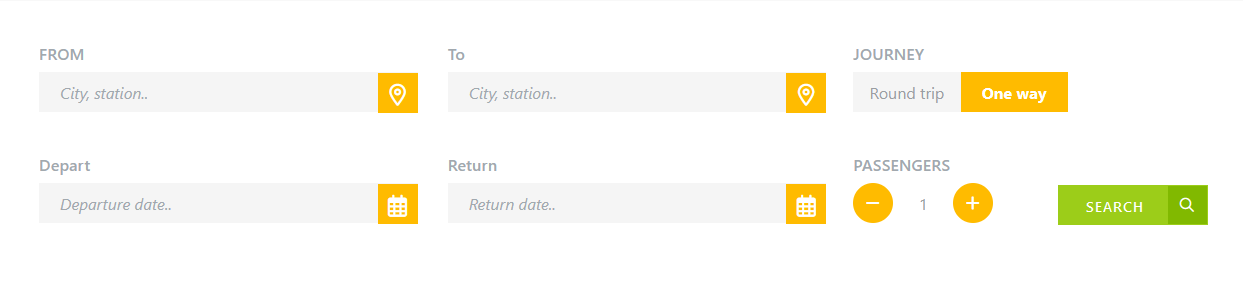 FROM To JOURNEY
City, station.. City, station.. Round trip One way
Depart Return PASSENGERS
Departure date.. Return date.. 1 SEARCH